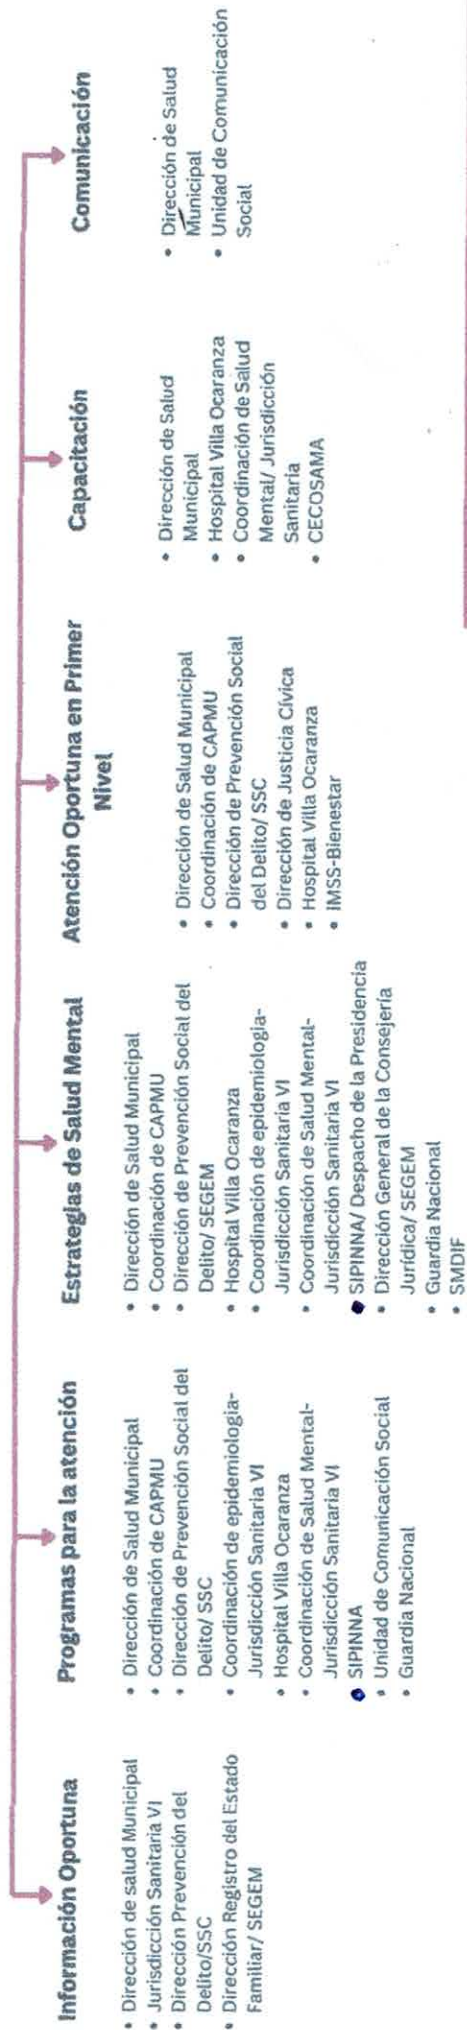 Información Oportuna
• Dirección de salud Municipal
• Jurisdicción Sanitaria VI
• Dirección Prevención del
Delito/SSC
• Dirección Registro del Estado
Familiar/ SEGEM
Programas para la atención
• Dirección de Salud Municipal
• Coordinación de CAPMU
• Dirección de Prevención Social del
Delito/ SSC
• Coordinación de epidemiologia-
Jurisdicción Sanitaria VI
• Hospital Villa Ocaranza
• Coordinación de Salud Mental-
Jurisdicción Sanitaria VI
• SIPINNA
• Unidad de Comunicación Social
• Guardia Nacional
Estrategias de Salud Mental
• Dirección de Salud Municipal
• Coordinación de CAPMU
• Dirección de Prevención Social del
Delito/ SEGEM
• Hospital Villa Ocaranza
• Coordinación de epidemiologia-
Jurisdicción Sanitaria VI
• Coordinación de Salud Mental-
Jurisdicción Sanitaria VI
• SIPINNA/ Despacho de la Presidencia
• Dirección General de la Consejería
Jurídica/ SEGEM
• Guardia Nacional
• SMDIF
Atención Oportuna en Primer
Nivel
• Dirección de Salud Municipal
• Coordinación de CAPMU
• Dirección de Prevención Social
del Delito/ SSC
• Dirección de Justicia Cívica
• Hospital Villa Ocaranza
• IMSS-Bienestar
Capacitación
• Dirección de Salud
Municipal
• Hospital Villa Ocaranza
• Coordinación de Salud
Mental/ Jurisdicción
Sanitaria
• CECOSAMA
Comunicación
• Dirección de Salud
Municipal
• Unidad de Comunicación
Social